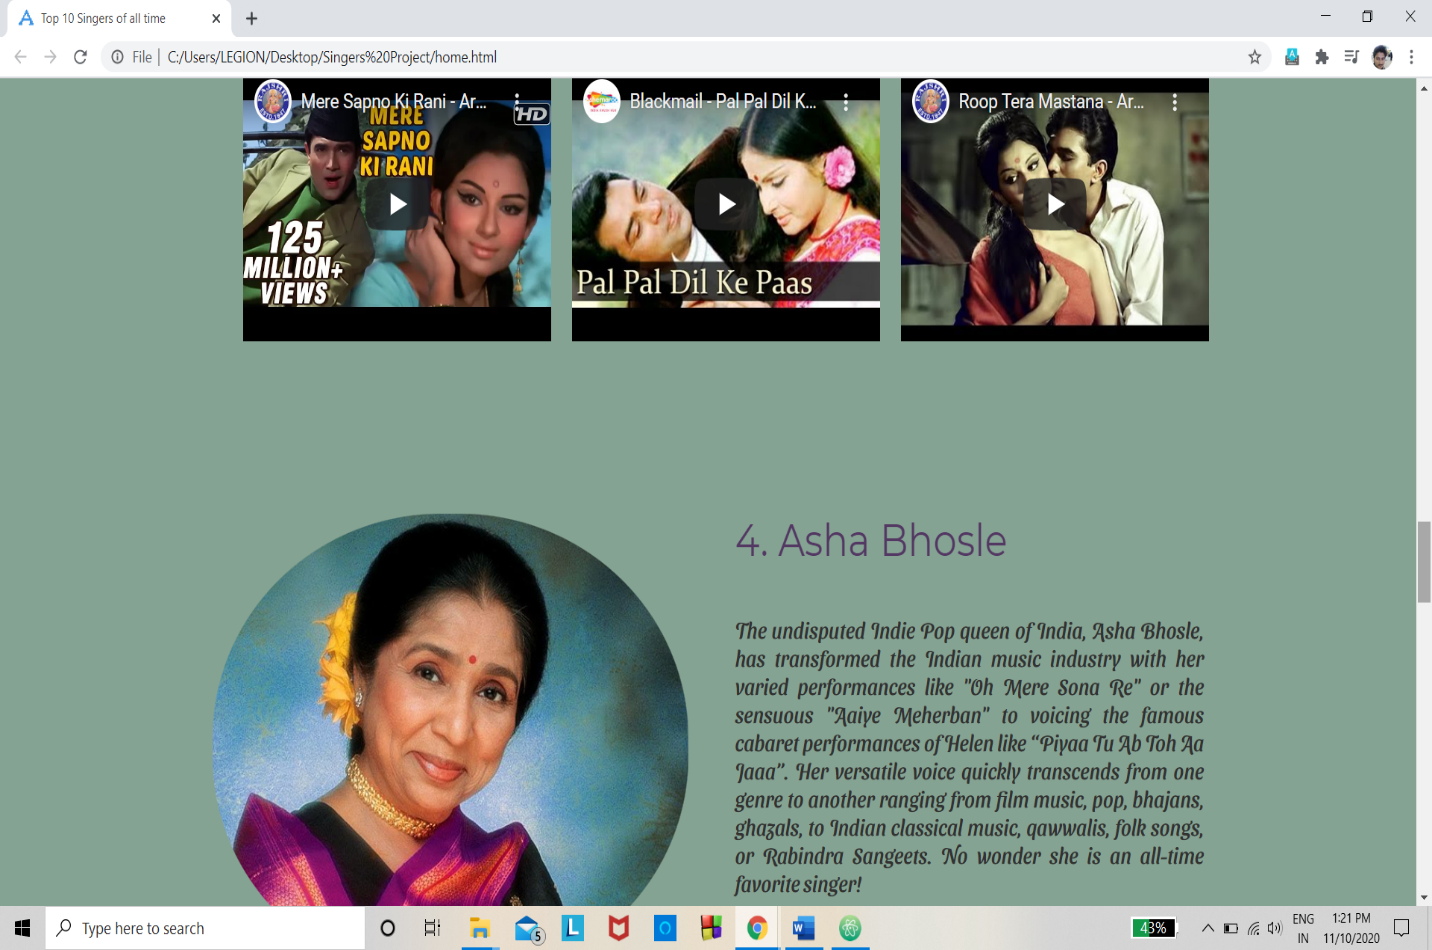 Top 10 Singers of all time
File | C:/Users/LEGION/Desktop/Singers%20Project/home.html
Mere Sapno Ki Rani - Ar...
Blackmail - Pal Pal Dil K...
Roop Tera Mastana - Ar...
HD
MERE
SAPNO
KI RANI
125
MILLION+
VIEWS
Pal Pal Dil Ke Paas
4. Asha Bhosle
The undisputed Indie Pop queen of India, Asha Bhosle,
has transformed the Indian music industry with her
varied performances like "Oh Mere Sona Re" or the
sensuous "Aaiye Meherban" to voicing the famous
cabaret performances of Helen like “Piyaa Tu Ab Toh Aa
Jaaa”. Her versatile voice quickly transcends from one
genre to another ranging from film music, pop, bhajans,
ghazals, to Indian classical music, qawwalis, folk songs,
or Rabindra Sangeets. No wonder she is an all-time
favorite singer!
Type here to search
5
L
W
43%
ENG
IN
1:21 PM
11/10/2020